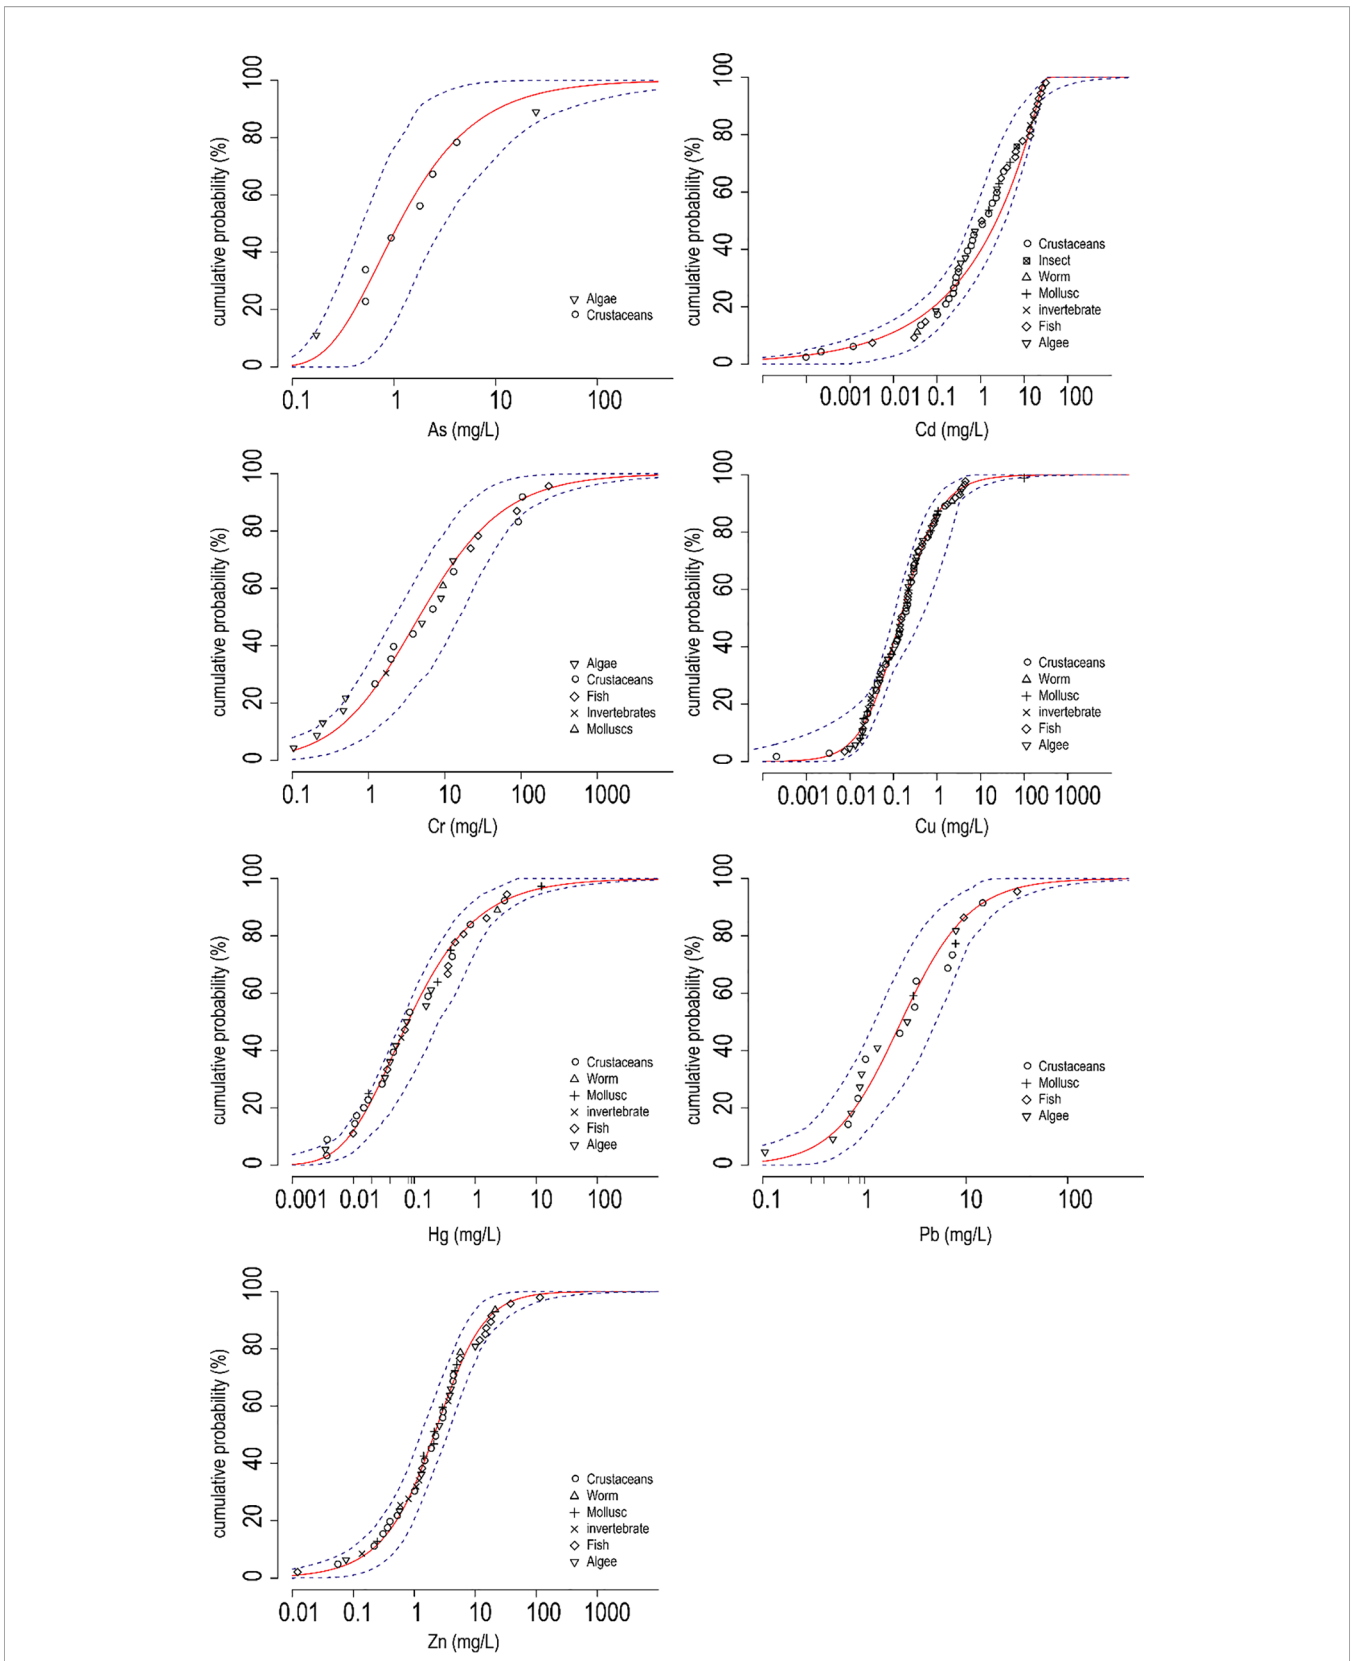 cumulative probability (%)
0 20 40 60 80 100
Algae
Crustaceans
0.1 1 10 100
As (mg/L)
cumulative probability (%)
0 20 40 60 80 100
Crustaceans
Insect
Worm
Mollusc
invertebrate
Fish
Algee
0.001 0.01 0.1 1 10 100
Cd (mg/L)
cumulative probability (%)
0 20 40 60 80 100
Algae
Crustaceans
Fish
Invertebrates
Molluscs
0.1 1 10 100 1000
Cr (mg/L)
cumulative probability (%)
0 20 40 60 80 100
Crustaceans
Worm
Mollusc
invertebrate
Fish
Algee
0.001 0.01 0.1 1 10 100 1000
Cu (mg/L)
cumulative probability (%)
0 20 40 60 80 100
Crustaceans
Worm
Mollusc
invertebrate
Fish
Algee
0.001 0.01 0.1 1 10 100
Hg (mg/L)
cumulative probability (%)
0 20 40 60 80 100
Crustaceans
Mollusc
Fish
Algee
0.1 1 10 100
Pb (mg/L)
cumulative probability (%)
0 20 40 60 80 100
Crustaceans
Worm
Mollusc
invertebrate
Fish
Algee
0.01 0.1 1 10 100 1000
Zn (mg/L)